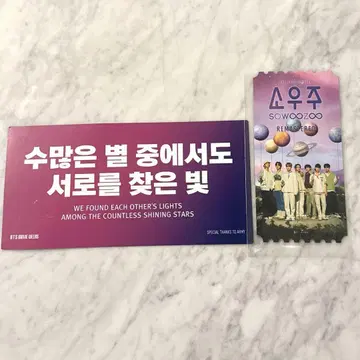 수많은 별 중에서도
서로를 찾은 빛
WE FOUND EACH OTHER'S LIGHTS
AMONG THE COUNTLESS SHINING STARS
SPECIAL THANKS TO ARMY
소우주
SOWOOZOO